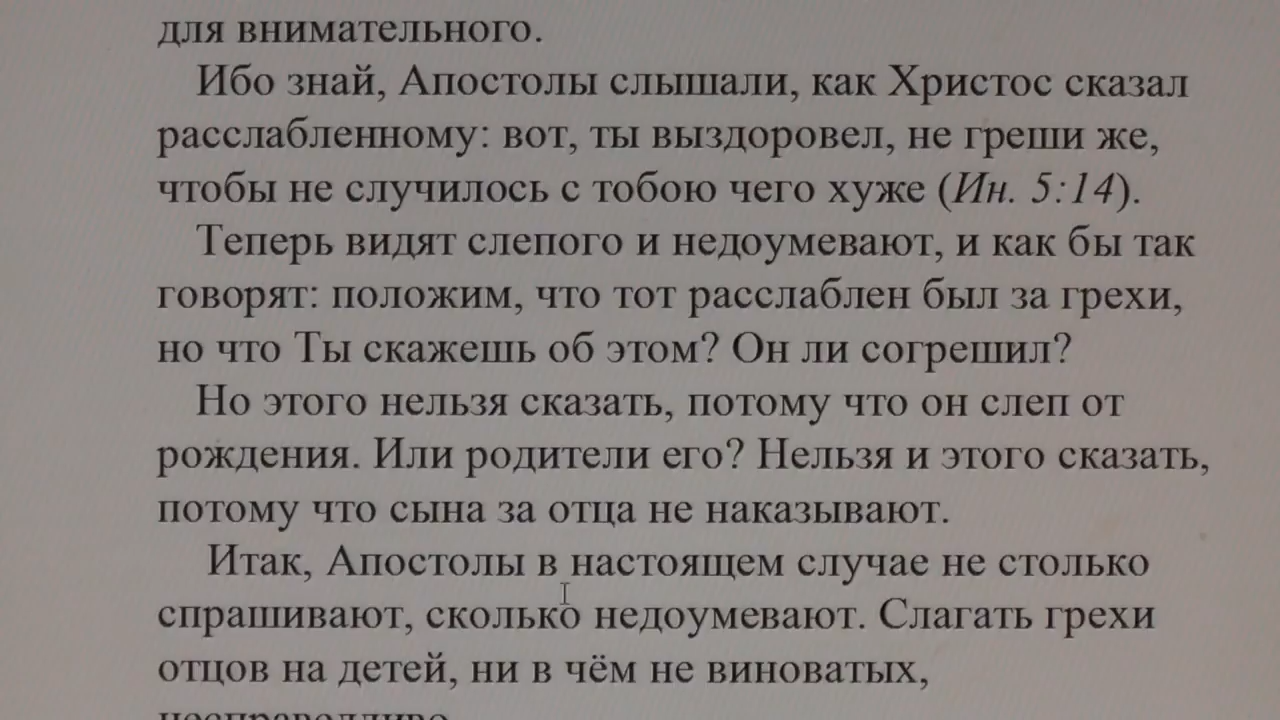 для внимательного.
Ибо знай, Апостолы слышали, как Христос сказал
расслабленному: вот, ты выздоровел, не греши же,
чтобы не случилось с тобою чего хуже (Ин. 5:14).
Теперь видят слепого и недоумевают, и как бы так
говорят: положим, что тот расслаблен был за грехи,
но что Ты скажешь об этом? Он ли согрешил?
Но этого нельзя сказать, потому что он слеп от
рождения. Или родители его? Нельзя и этого сказать,
потому что сына за отца не наказывают.
Итак, Апостолы в настоящем случае не столько
спрашивают, сколько недоумевают. Слагать грехи
отцов на детей, ни в чём не виноватых,